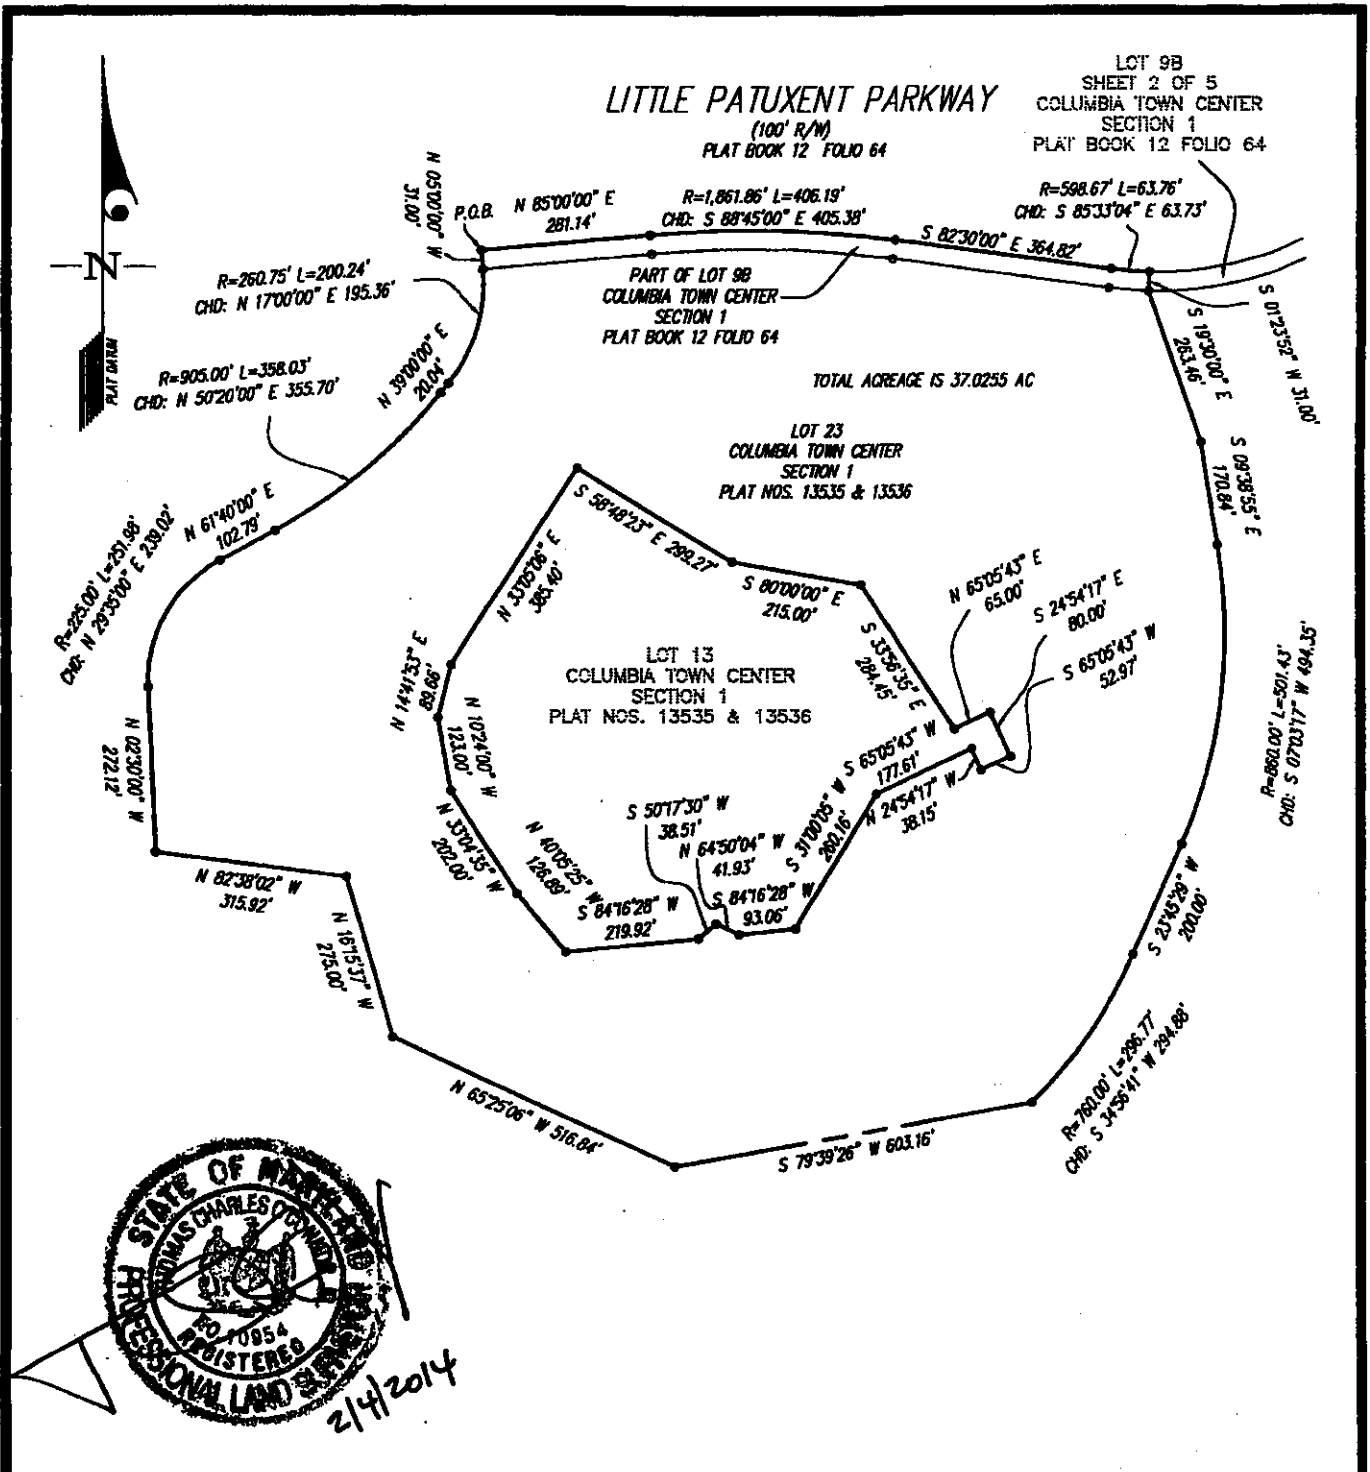 LITTLE PATUXENT PARKWAY
(100' R/W)
PLAT BOOK 12 FOLIO 64
LOT 9B
SHEET 2 OF 5
COLUMBIA TOWN CENTER
SECTION 1
PLAT BOOK 12 FOLIO 64
N
PLAT DATUM
N 05°00'00" W
31.00'
P.O.B.
N 85°00'00" E
281.14'
R=1,861.86' L=406.19'
CHD: S 88°45'00" E 405.38'
R=598.67' L=63.76'
CHD: S 85°33'04" E 63.73'
S 82°30'00" E 364.82'
R=260.75' L=200.24'
CHD: N 17°00'00" E 195.36'
PART OF LOT 9B
COLUMBIA TOWN CENTER
SECTION 1
PLAT BOOK 12 FOLIO 64
S 01°23'52" W 31.00'
S 19°30'00" E
263.46'
R=905.00' L=358.03'
CHD: N 50°20'00" E 355.70'
N 39°00'00" E
20.04'
TOTAL ACREAGE IS 37.0255 AC
LOT 23
COLUMBIA TOWN CENTER
SECTION 1
PLAT NOS. 13535 & 13536
S 09°38'55" E
170.84'
N 61°40'00" E
102.79'
R=225.00' L=251.98'
CHD: N 29°35'00" E 239.02'
S 58°48'23" E 299.27'
N 33°05'06" E
385.40'
S 80°00'00" E
215.00'
N 65°05'43" E
65.00'
S 24°54'17" E
80.00'
S 65°05'43" W
52.97'
S 33°56'35" E
284.45'
LOT 13
COLUMBIA TOWN CENTER
SECTION 1
PLAT NOS. 13535 & 13536
N 14°41'53" E
89.66'
N 10°24'00" W
123.00'
R=860.00' L=501.43'
CHD: S 07°03'17" W 494.35'
N 02°30'00" W
272.12'
S 65°05'43" W
177.61'
N 24°54'17" W
38.15'
S 31°00'05" W
260.16'
S 50°17'30" W
38.51'
N 64°50'04" W
41.93'
N 33°04'35" W
202.00'
N 40°05'25" W
126.89'
S 84°16'28" W
219.92'
S 84°16'28" W
93.06'
N 82°38'02" W
315.92'
N 16°15'37" W
275.00'
S 23°45'29" W
200.00'
R=760.00' L=296.77'
CHD: S 34°56'41" W 294.88'
N 65°25'06" W 516.84'
S 79°39'26" W 603.16'
STATE OF MARYLAND
THOMAS CHARLES O'CONNOR
NO 10954
REGISTERED
PROFESSIONAL LAND SURVEYOR
2/4/2014